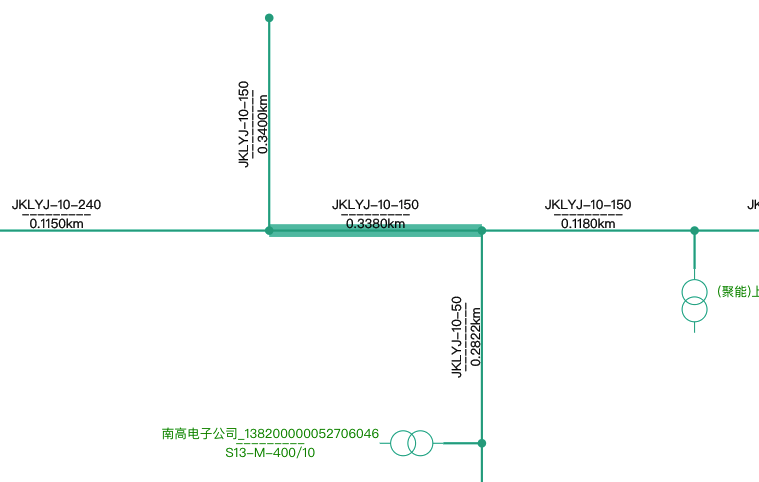 JKLYJ-10-150
0.3400km
JKLYJ-10-240
0.1150km
JKLYJ-10-150
0.3380km
JKLYJ-10-150
0.1180km
JK
(聚能)上
JKLYJ-10-50
0.2822km
南高电子公司_138200000052706046
S13-M-400/10